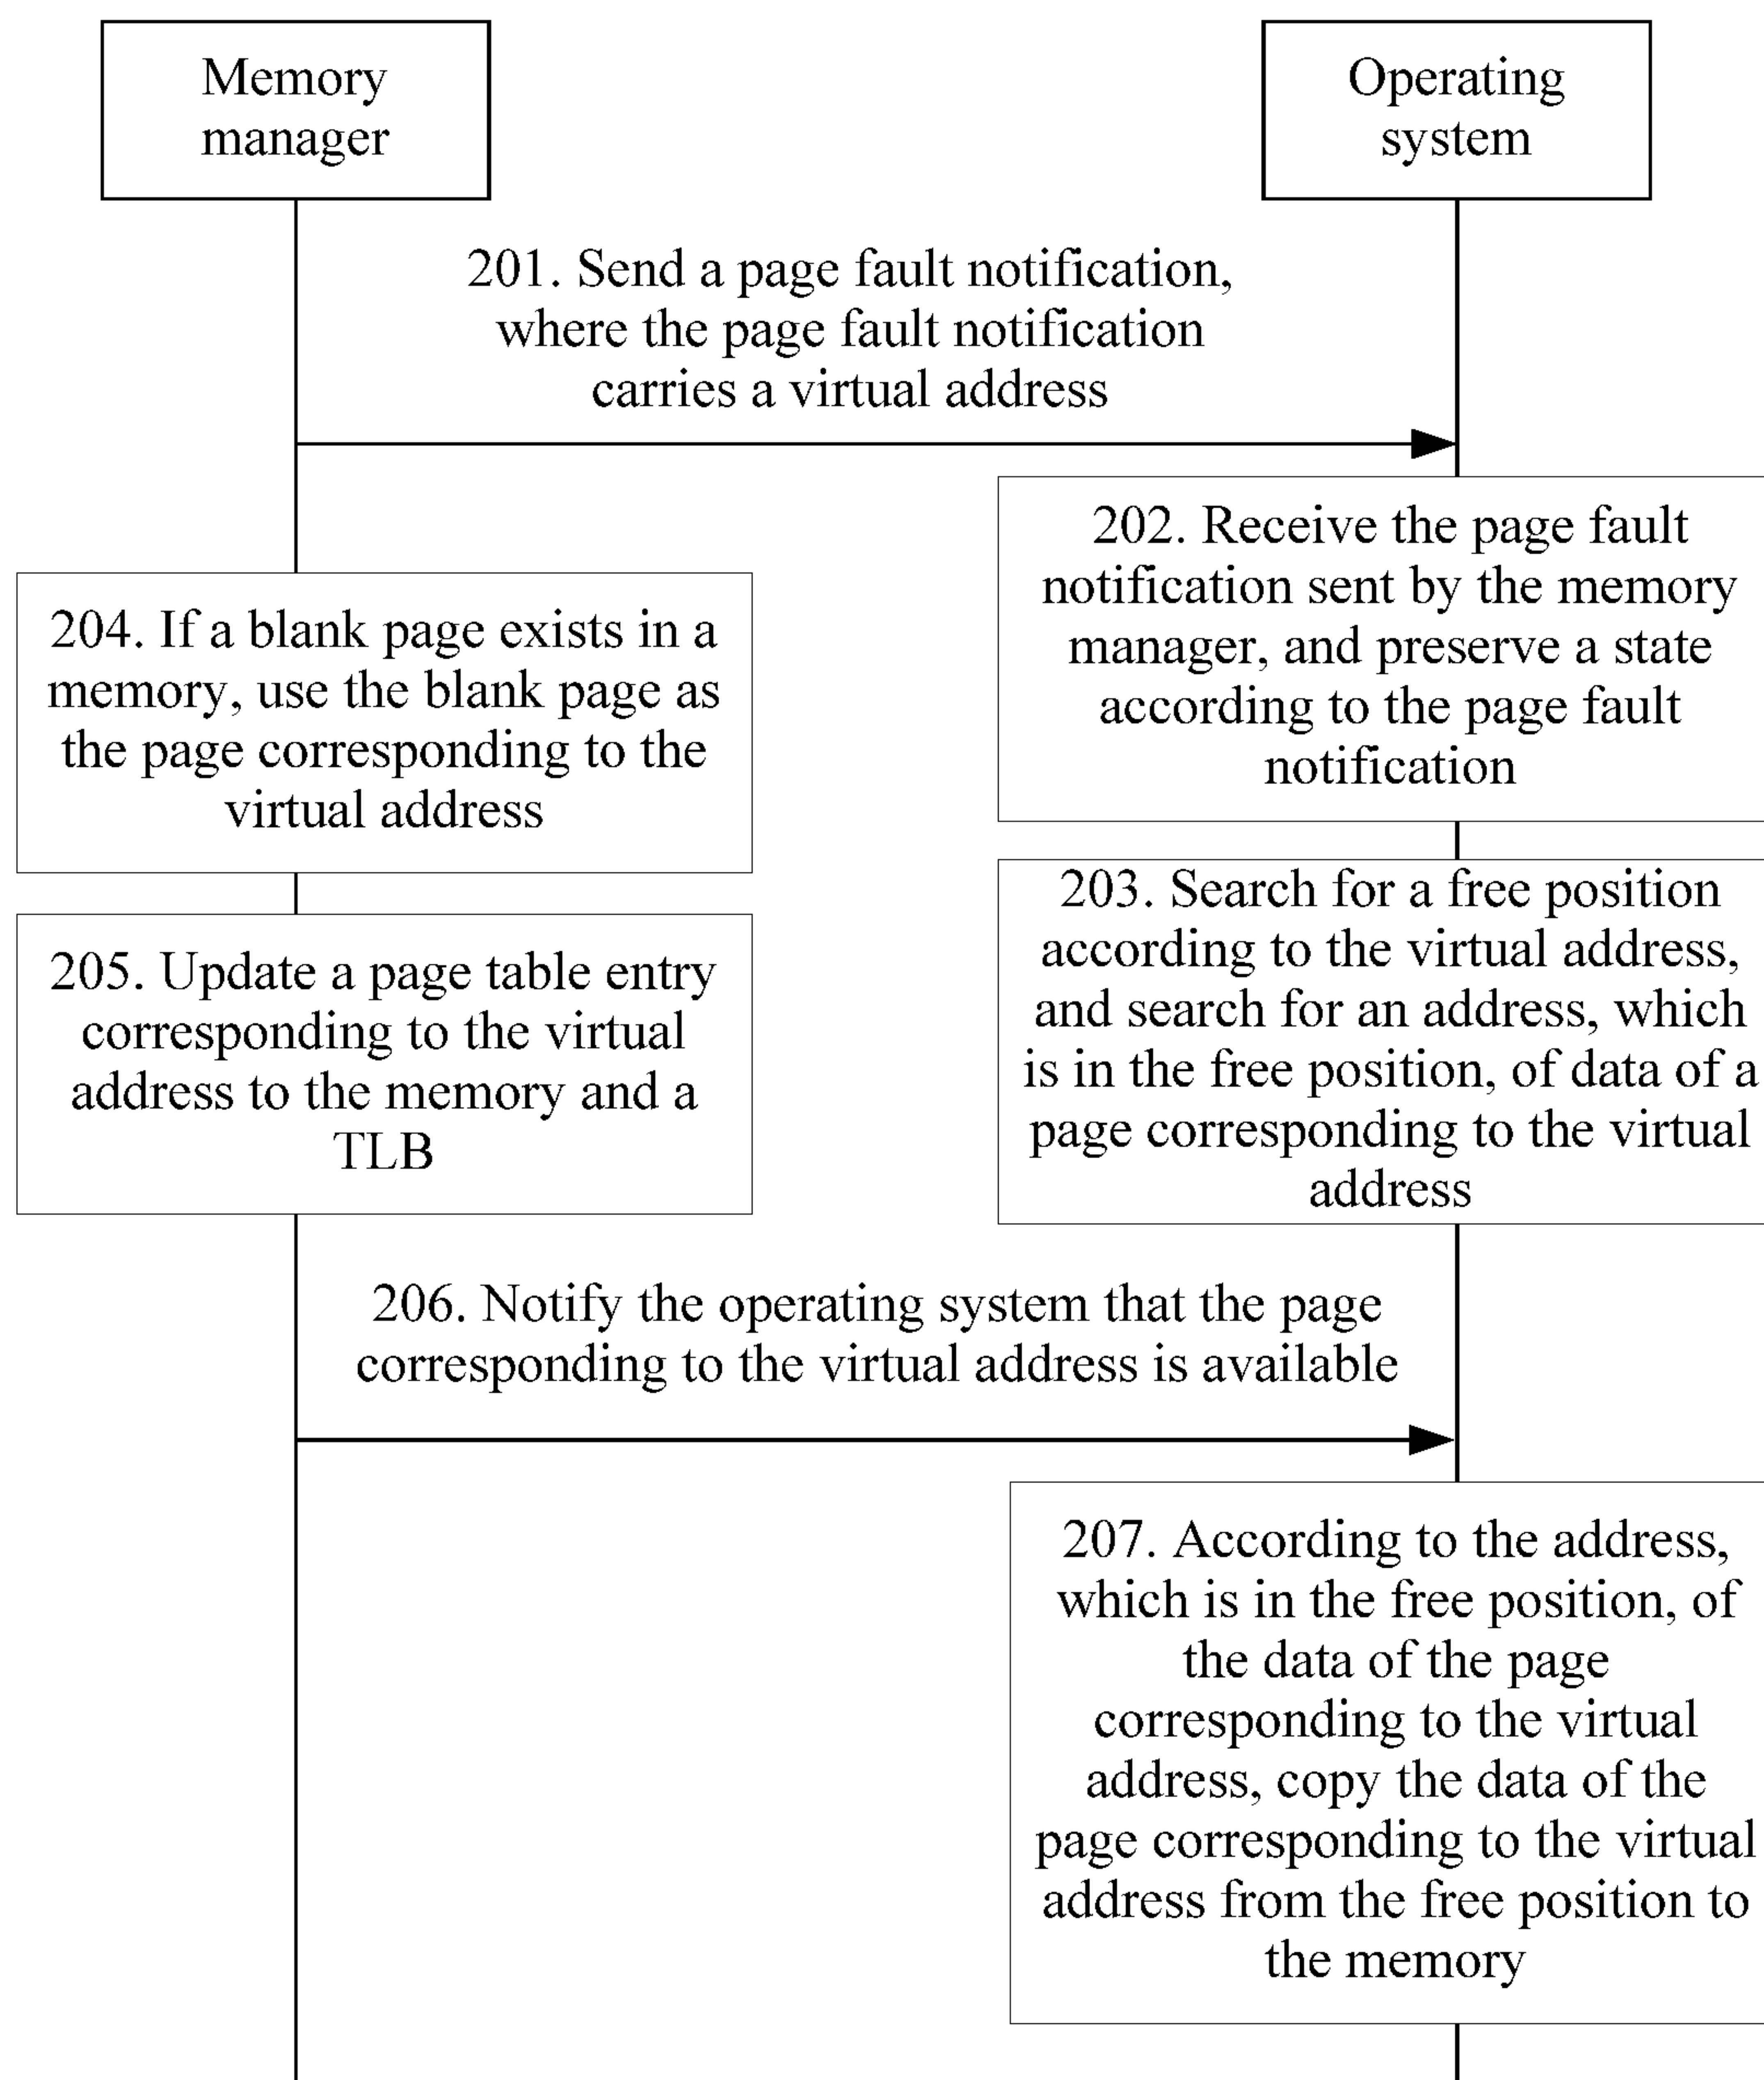 Memory
manager
Operating
system
201. Send a page fault notification,
where the page fault notification
carries a virtual address
202. Receive the page fault
notification sent by the memory
manager, and preserve a state
according to the page fault
notification
204. If a blank page exists in a
memory, use the blank page as
the page corresponding to the
virtual address
203. Search for a free position
according to the virtual address,
and search for an address, which
is in the free position, of data of a
page corresponding to the virtual
address
205. Update a page table entry
corresponding to the virtual
address to the memory and a
TLB
206. Notify the operating system that the page
corresponding to the virtual address is available
207. According to the address,
which is in the free position, of
the data of the page
corresponding to the virtual
address, copy the data of the
page corresponding to the virtual
address from the free position to
the memory